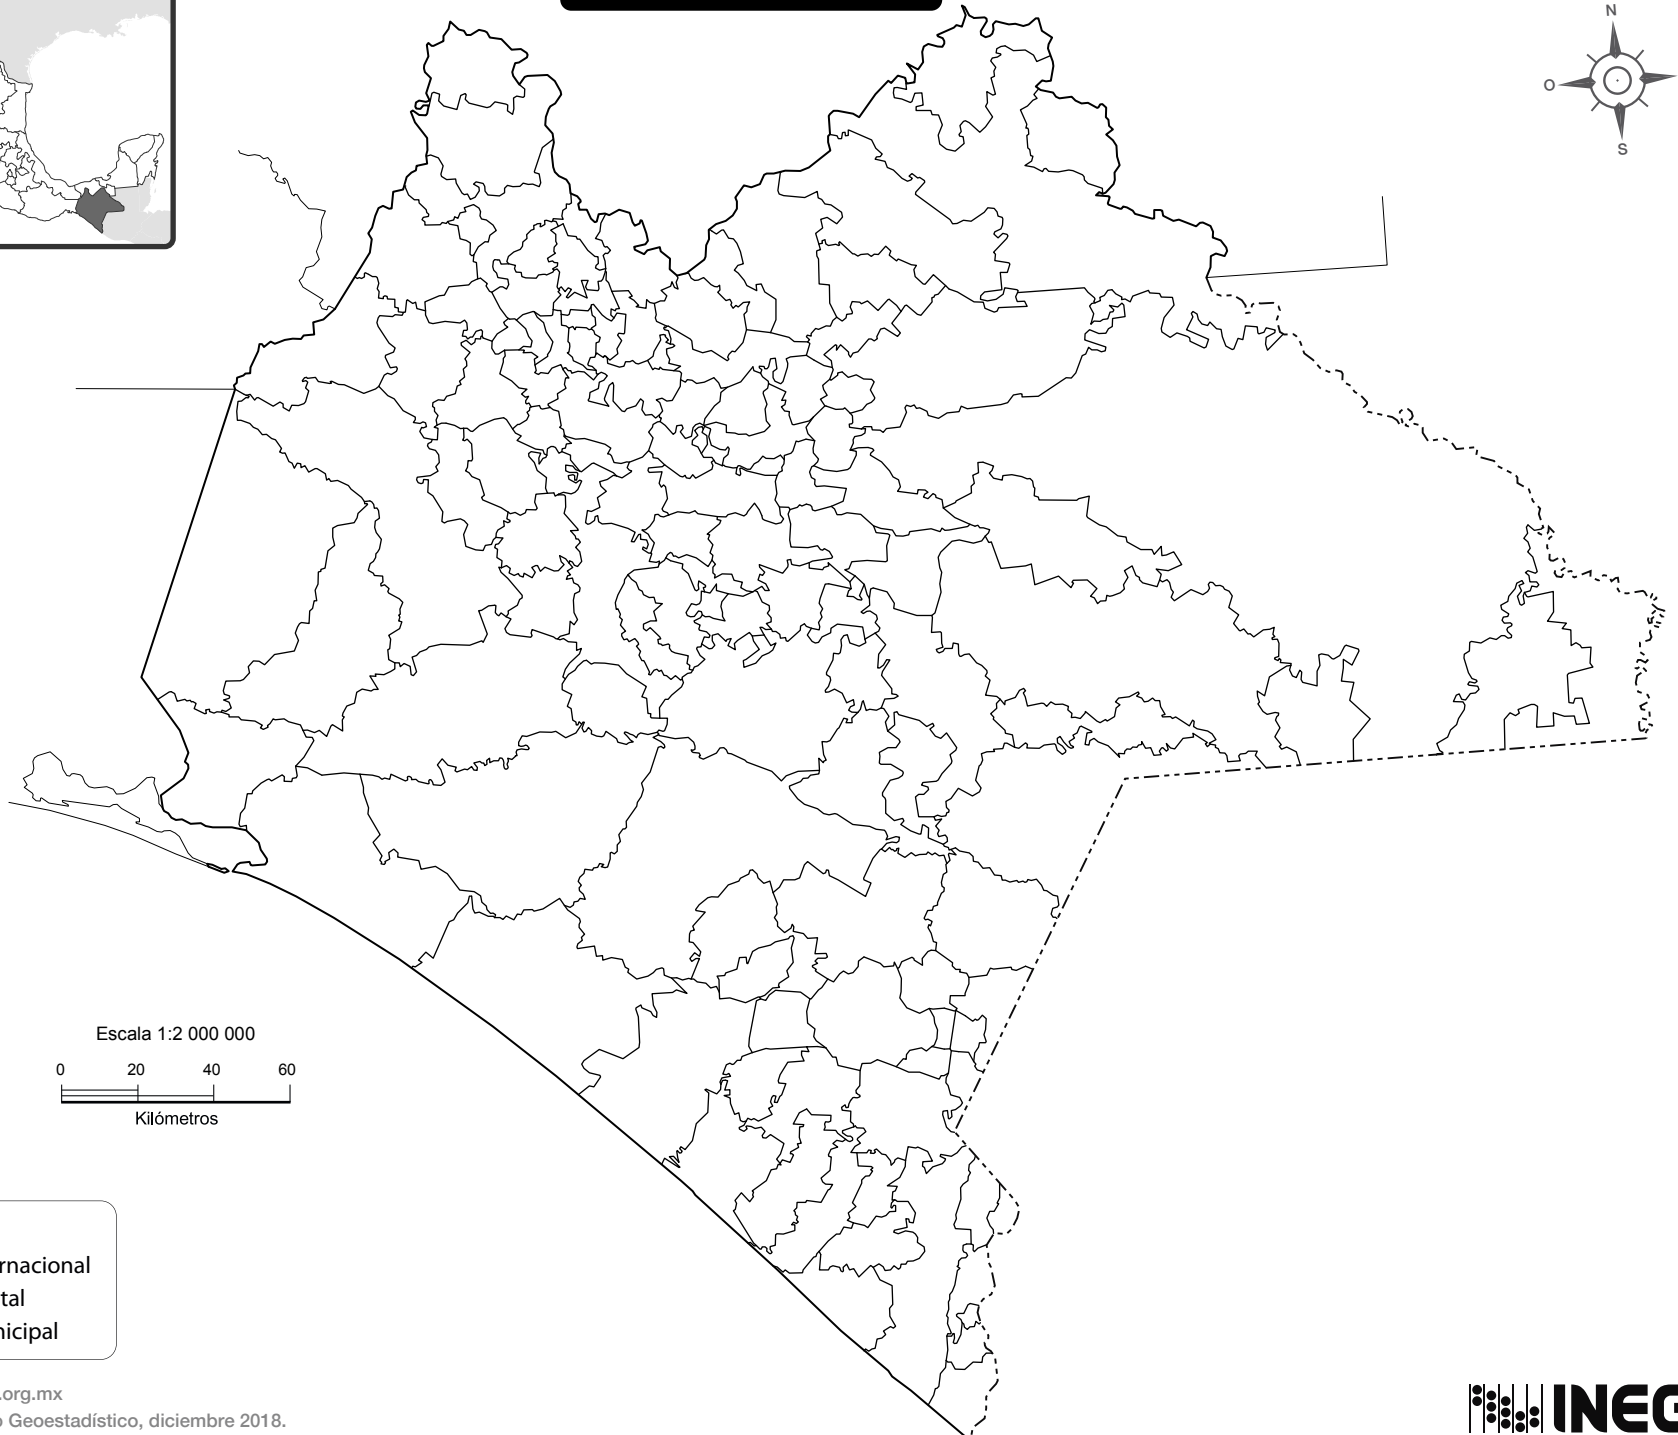 N
O
S
Escala 1:2 000 000
0 20 40 60
Kilómetros
rnacional
tal
nicipal
.org.mx
o Geoestadístico, diciembre 2018.
INEG